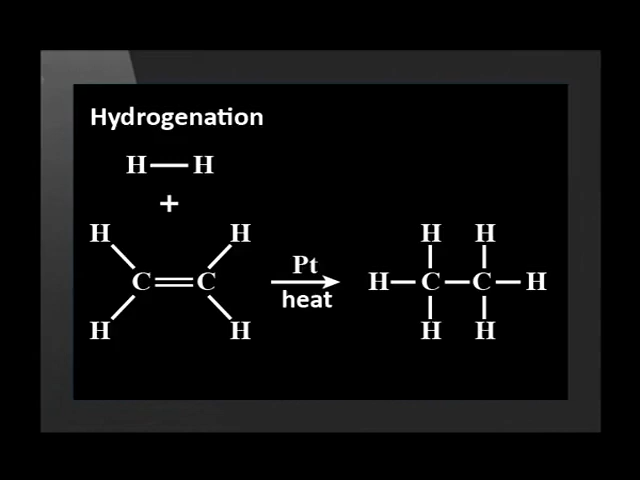 Hydrogenation
H—H
+
H H
C=C
H H
Pt
heat
H H
H—C—C—H
H H